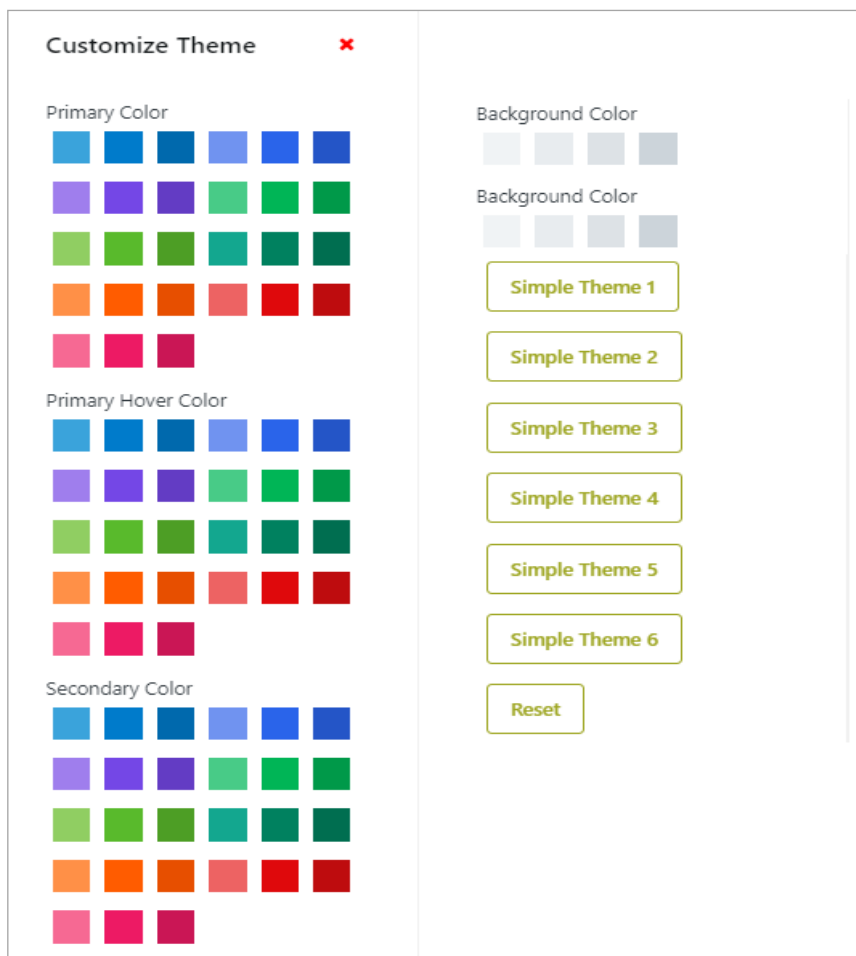 Customize Theme
Primary Color
Primary Hover Color
Secondary Color
Background Color
Background Color
Simple Theme 1
Simple Theme 2
Simple Theme 3
Simple Theme 4
Simple Theme 5
Simple Theme 6
Reset